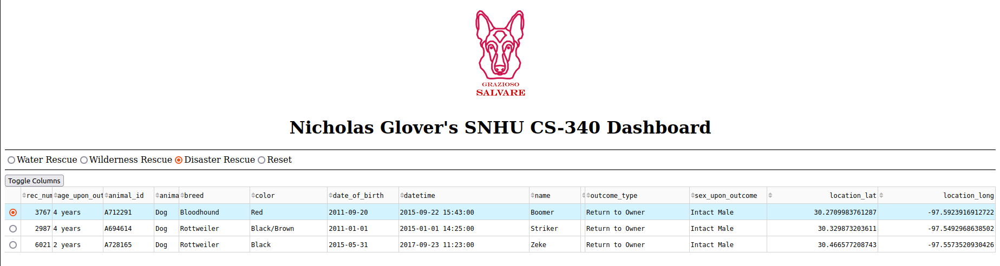 GRAZIOSO
SALVARE
Nicholas Glover's SNHU CS-340 Dashboard
Water Rescue Wilderness Rescue Disaster Rescue Reset
Toggle Columns
rec_num age_upon_out animal_id anima breed color date_of_birth datetime name outcome_type sex_upon_outcome location_lat location_long
3767 4 years A712291 Dog Bloodhound Red 2011-09-20 2015-09-22 15:43:00 Boomer Return to Owner Intact Male 30.2709983761287 -97.5923916912722
2987 4 years A694614 Dog Rottweiler Black/Brown 2011-01-01 2015-01-01 14:25:00 Striker Return to Owner Intact Male 30.329873203611 -97.5492968638502
6021 2 years A728165 Dog Rottweiler Black 2015-05-31 2017-09-23 11:23:00 Zeke Return to Owner Intact Male 30.466577208743 -97.5573520930426